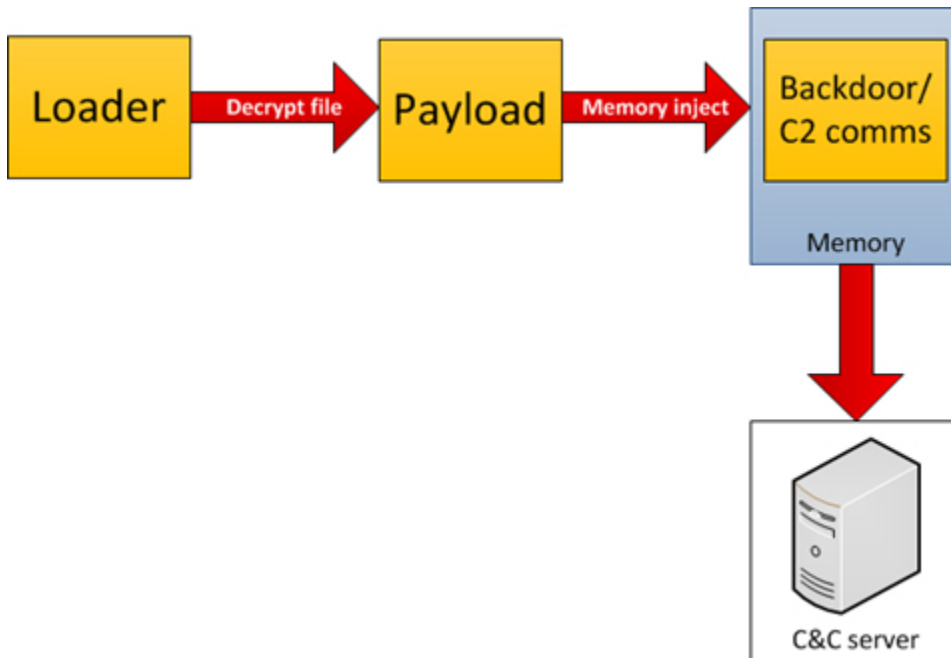 Loader
Decrypt file
Payload
Memory inject
Backdoor/
C2 comms
Memory
C&C server